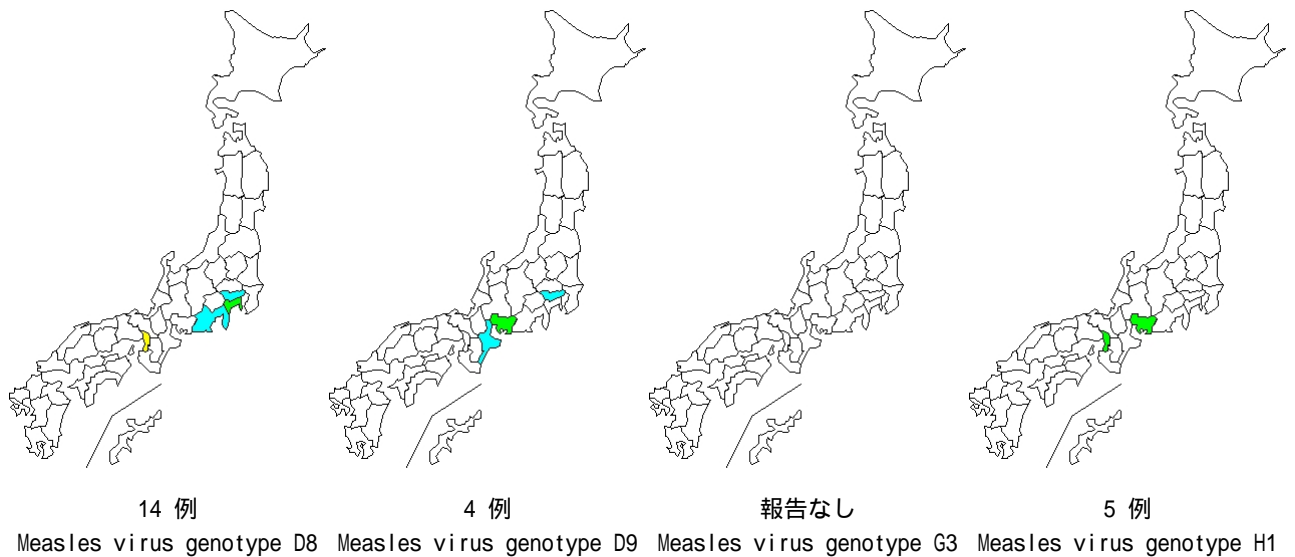 14 例
Measles virus genotype D8
4 例
Measles virus genotype D9
報告なし
Measles virus genotype G3
5 例
Measles virus genotype H1